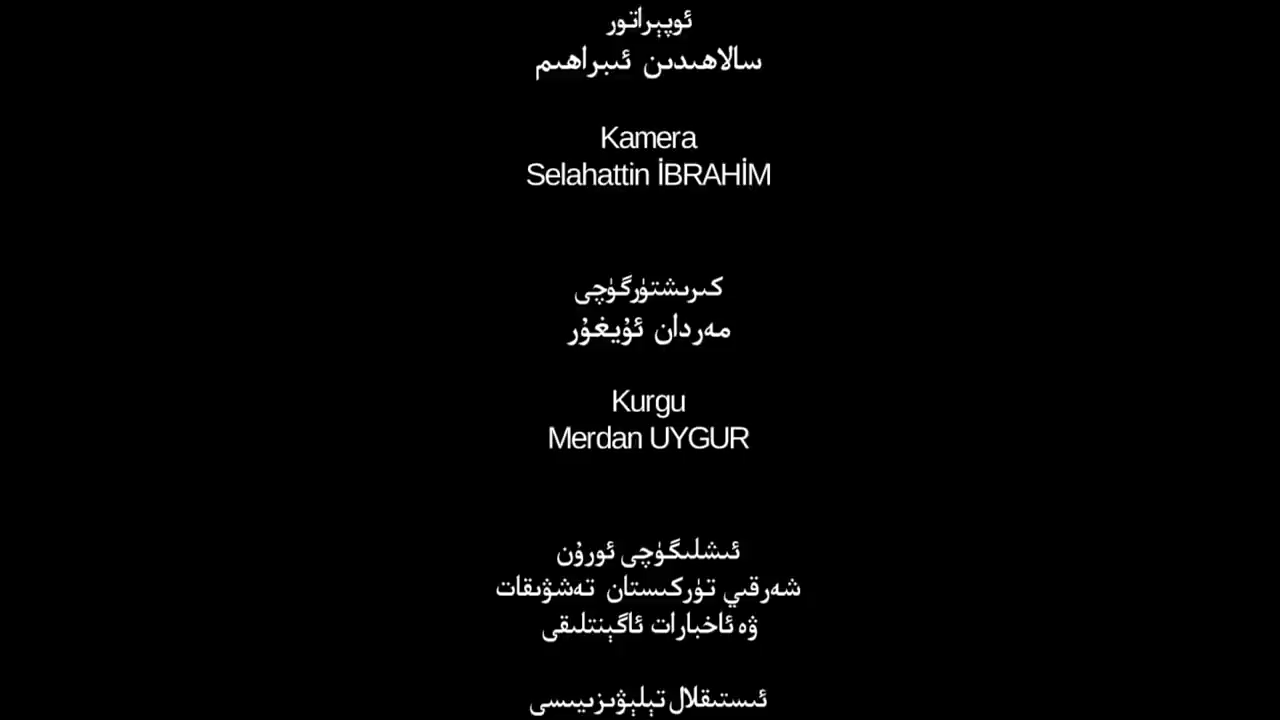 ئوپېراتور
سالاھىدىن ئىبراھىم
Kamera
Selahattin İBRAHİM
كىرىشتۈرگۈچى
مەردان ئۇيغۇر
Kurgu
Merdan UYGUR
ئىشلىگۈچى ئورۇن
شەرقىي تۈركىستان تەشۋىقات
ۋە ئاخبارات ئاگېنتلىقى
ئىستىقلال تېلېۋىزىيىسى